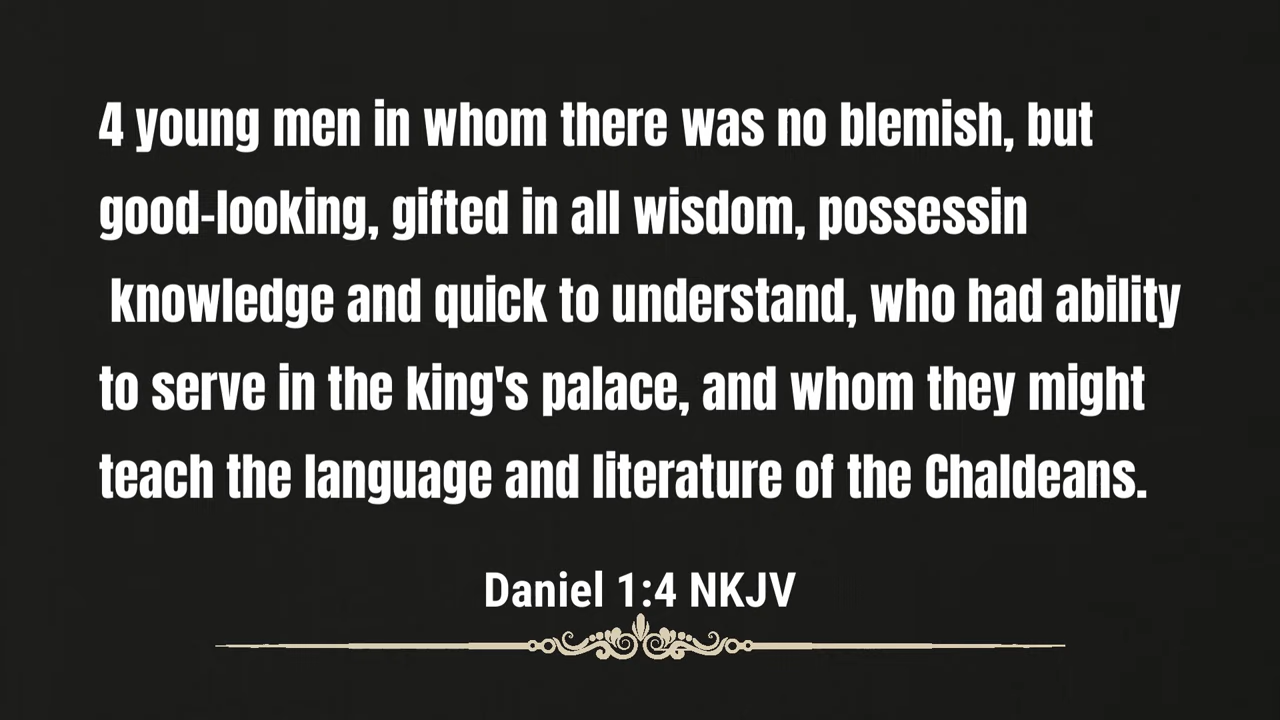 4 young men in whom there was no blemish, but
good-looking, gifted in all wisdom, possessin
knowledge and quick to understand, who had ability
to serve in the king's palace, and whom they might
teach the language and literature of the Chaldeans.
Daniel 1:4 NKJV